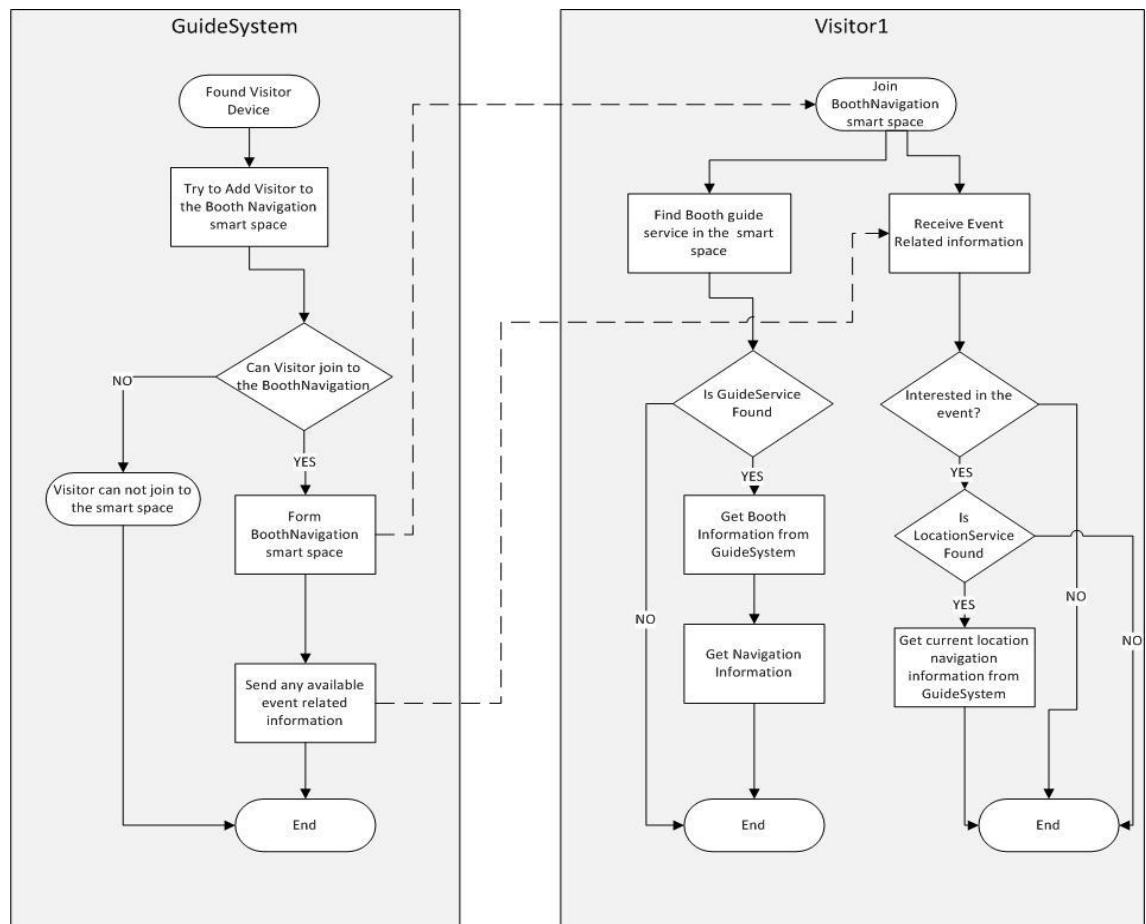 GuideSystem
Found Visitor
Device
Try to Add Visitor to
the Booth Navigation
smart space
Can Visitor join to
the BoothNavigation
NO
YES
Visitor can not join to
the smart space
Form
BoothNavigation
smart space
Send any available
event related
information
End
Visitor1
Join
BoothNavigation
smart space
Find Booth guide
service in the smart
space
Is GuideService
Found
YES
NO
Get Booth
Information from
GuideSystem
Get Navigation
Information
End
Receive Event
Related information
Interested in the
event?
YES
NO
Is
LocationService
Found
YES
NO
Get current location
navigation
information from
GuideSystem
End